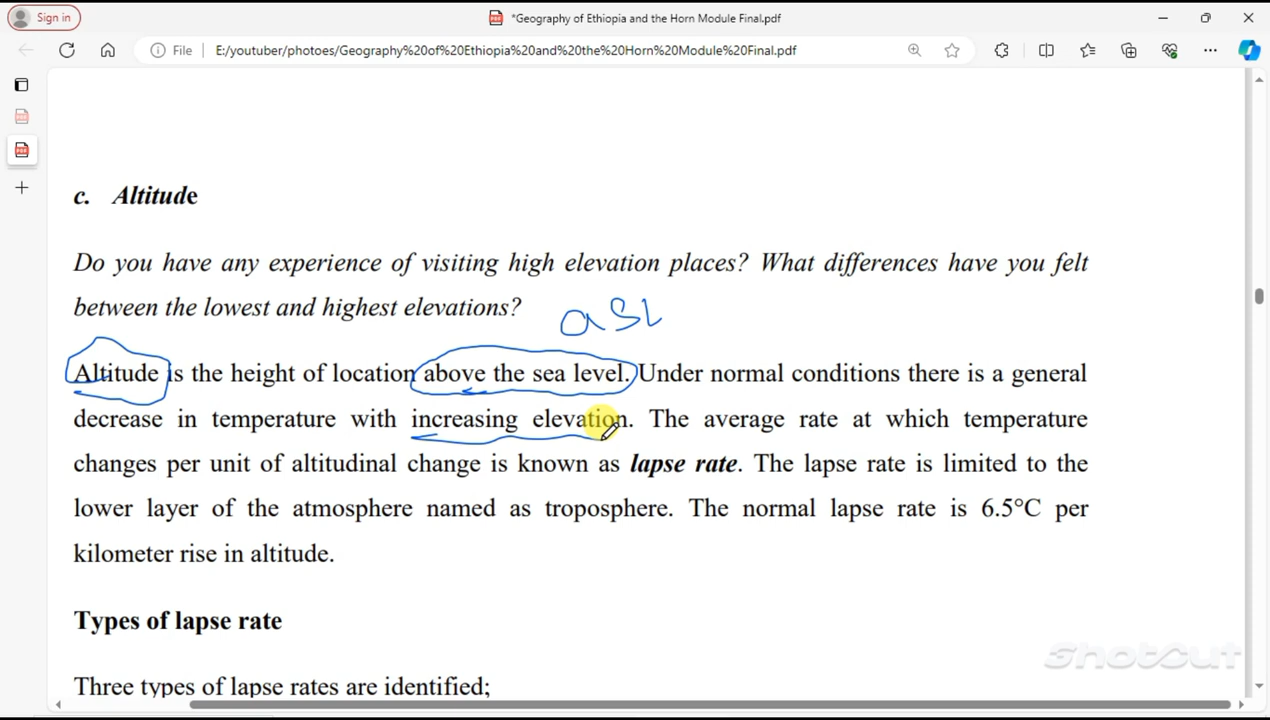 Sign in
*Geography of Ethiopia and the Horn Module Final.pdf
File
E:/youtuber/photoes/Geography%20of%20Ethiopia%20and%20the%20Horn%20Module%20Final.pdf
c. Altitude
Do you have any experience of visiting high elevation places? What differences have you felt
between the lowest and highest elevations?
asl
Altitude is the height of location above the sea level. Under normal conditions there is a general
decrease in temperature with increasing elevation. The average rate at which temperature
changes per unit of altitudinal change is known as lapse rate. The lapse rate is limited to the
lower layer of the atmosphere named as troposphere. The normal lapse rate is 6.5°C per
kilometer rise in altitude.
Types of lapse rate
Three types of lapse rates are identified;
Shotcut